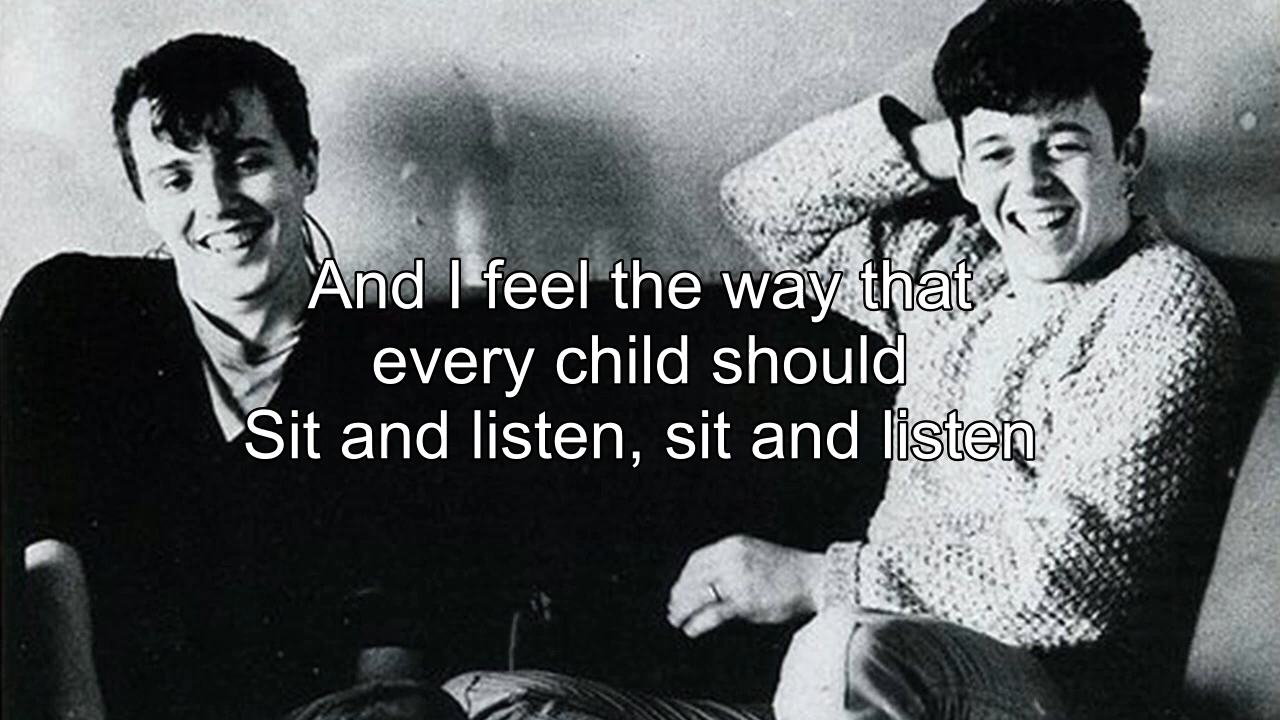 And I feel the way that
every child should
Sit and listen, sit and listen